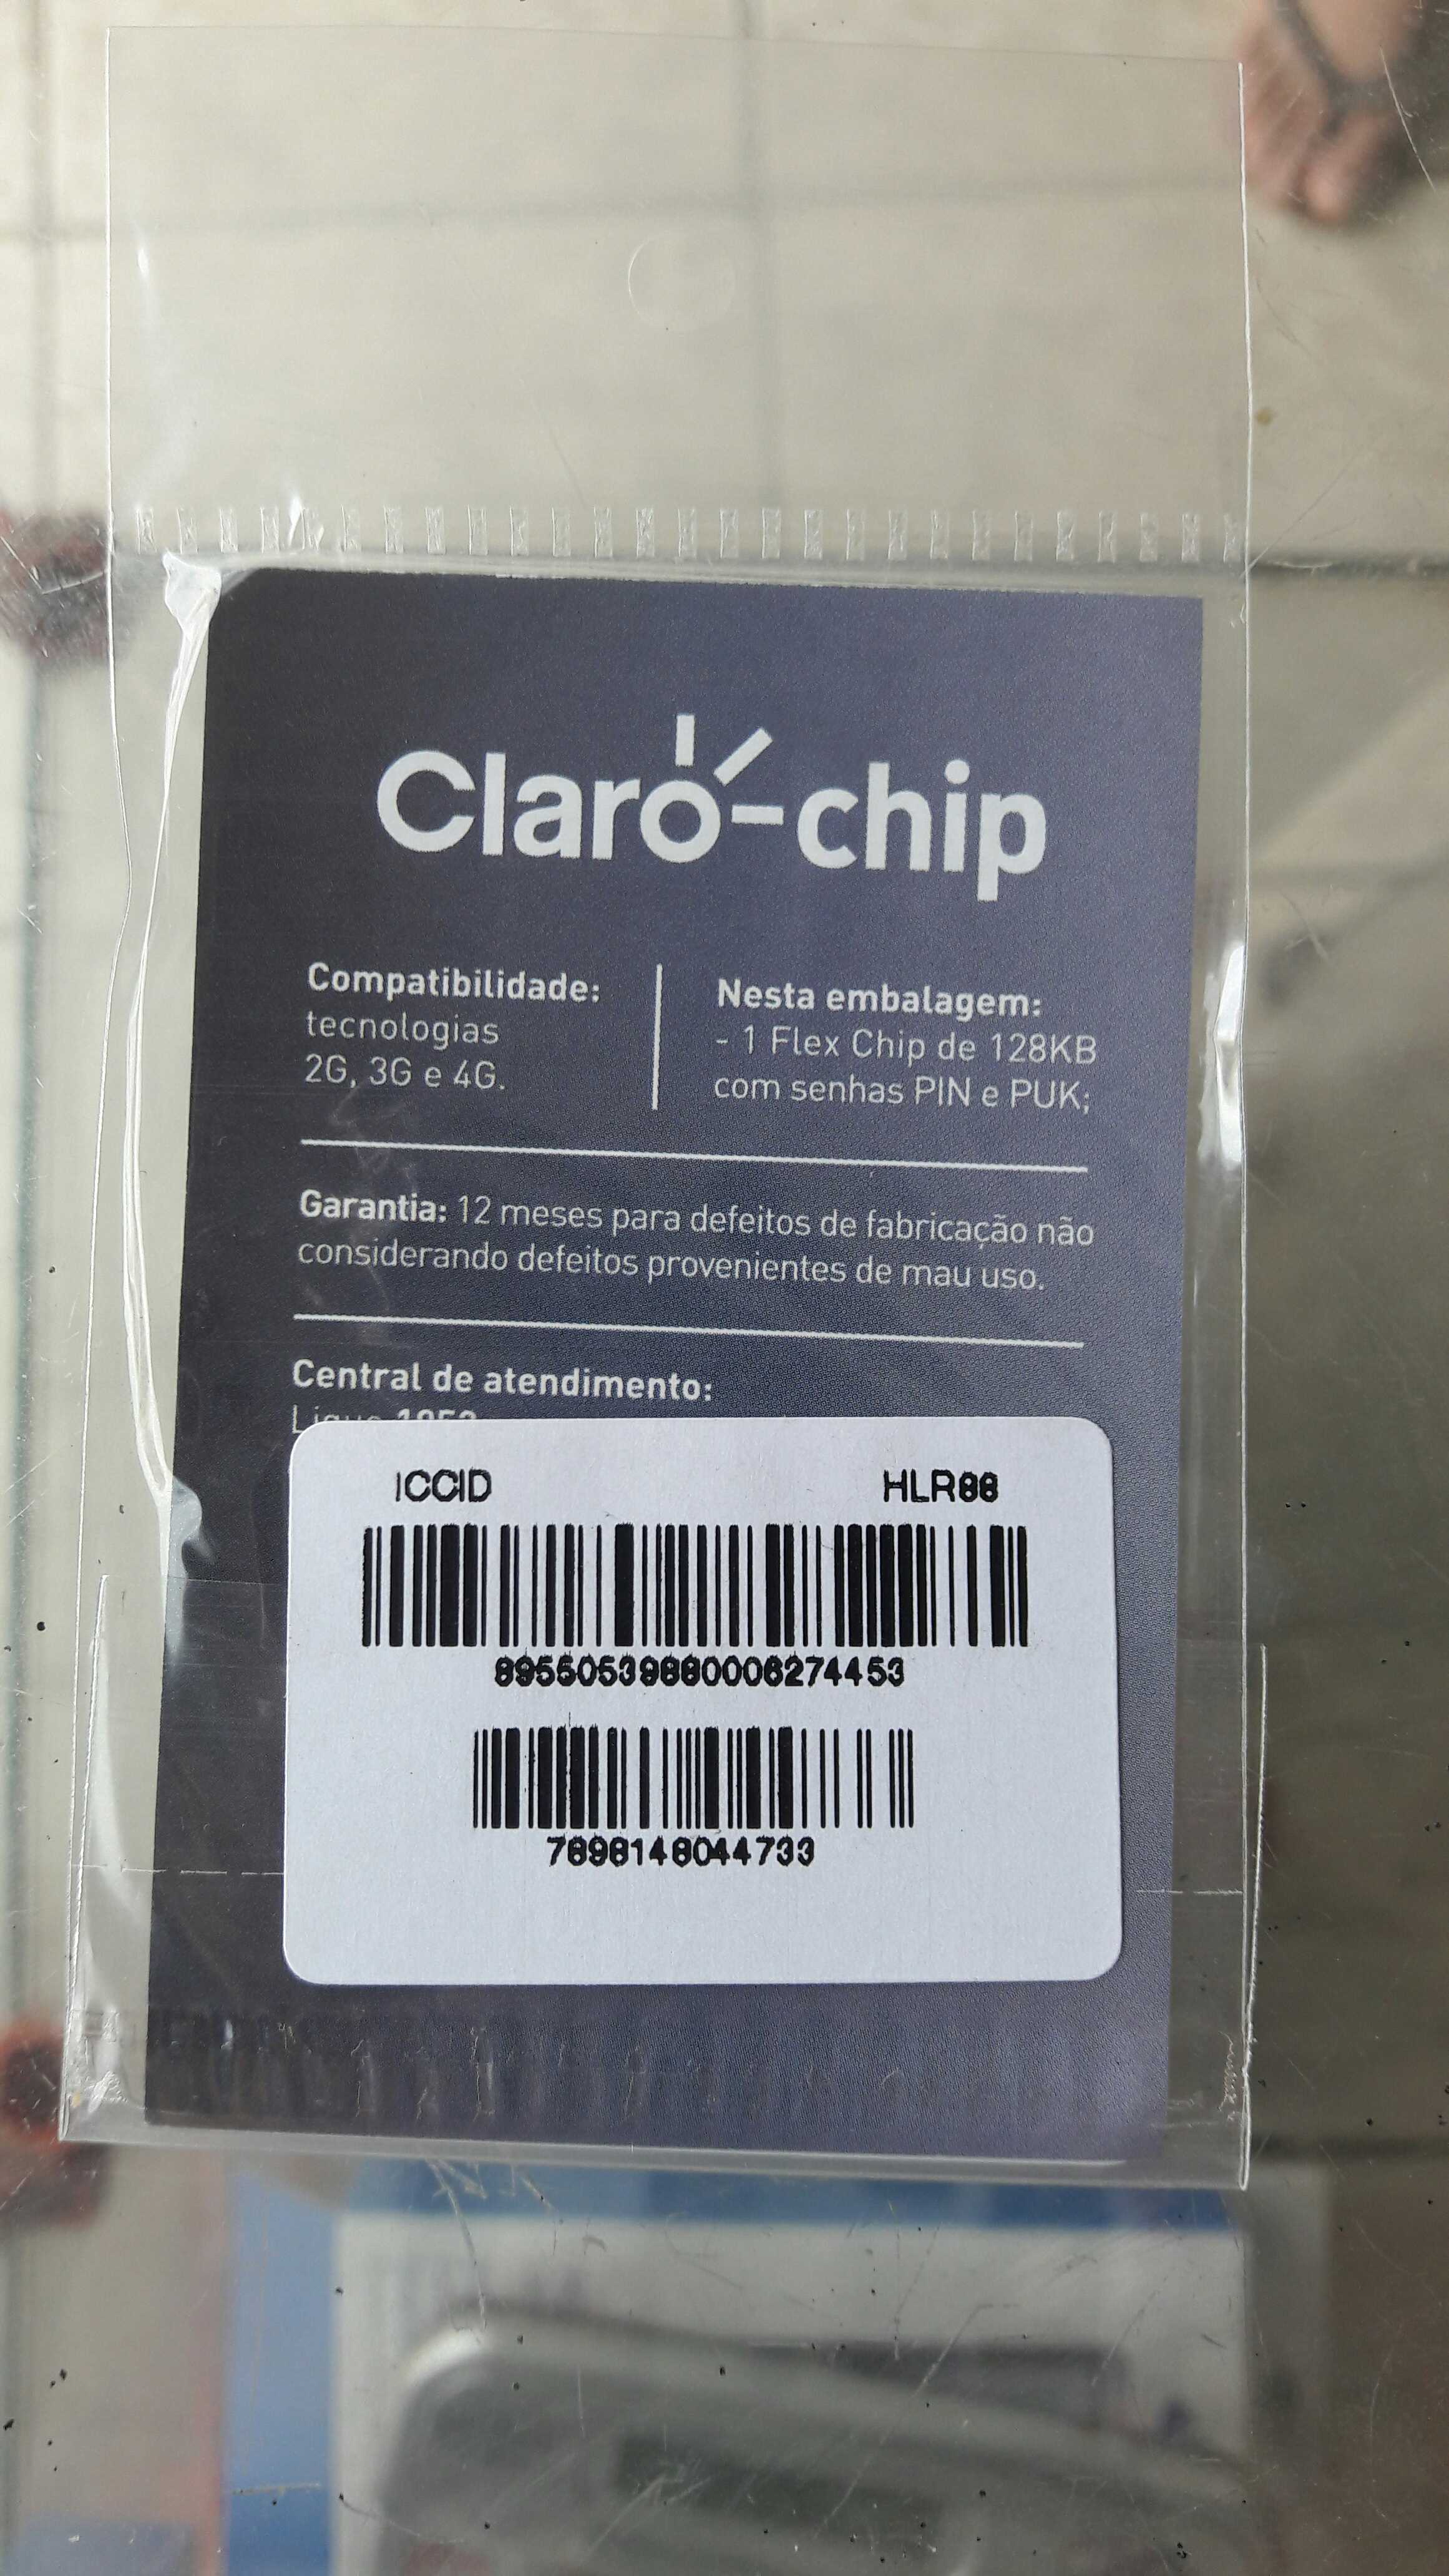 Claro-chip
Compatibilidade:
tecnologias
2G, 3G e 4G.
Nesta embalagem:
- 1 Flex Chip de 128KB
com senhas PIN e PUK;
Garantia: 12 meses para defeitos de fabricação não
considerando defeitos provenientes de mau uso.
Central de atendimento:
ICCID HLR88
89550539880006274453
7898148044733